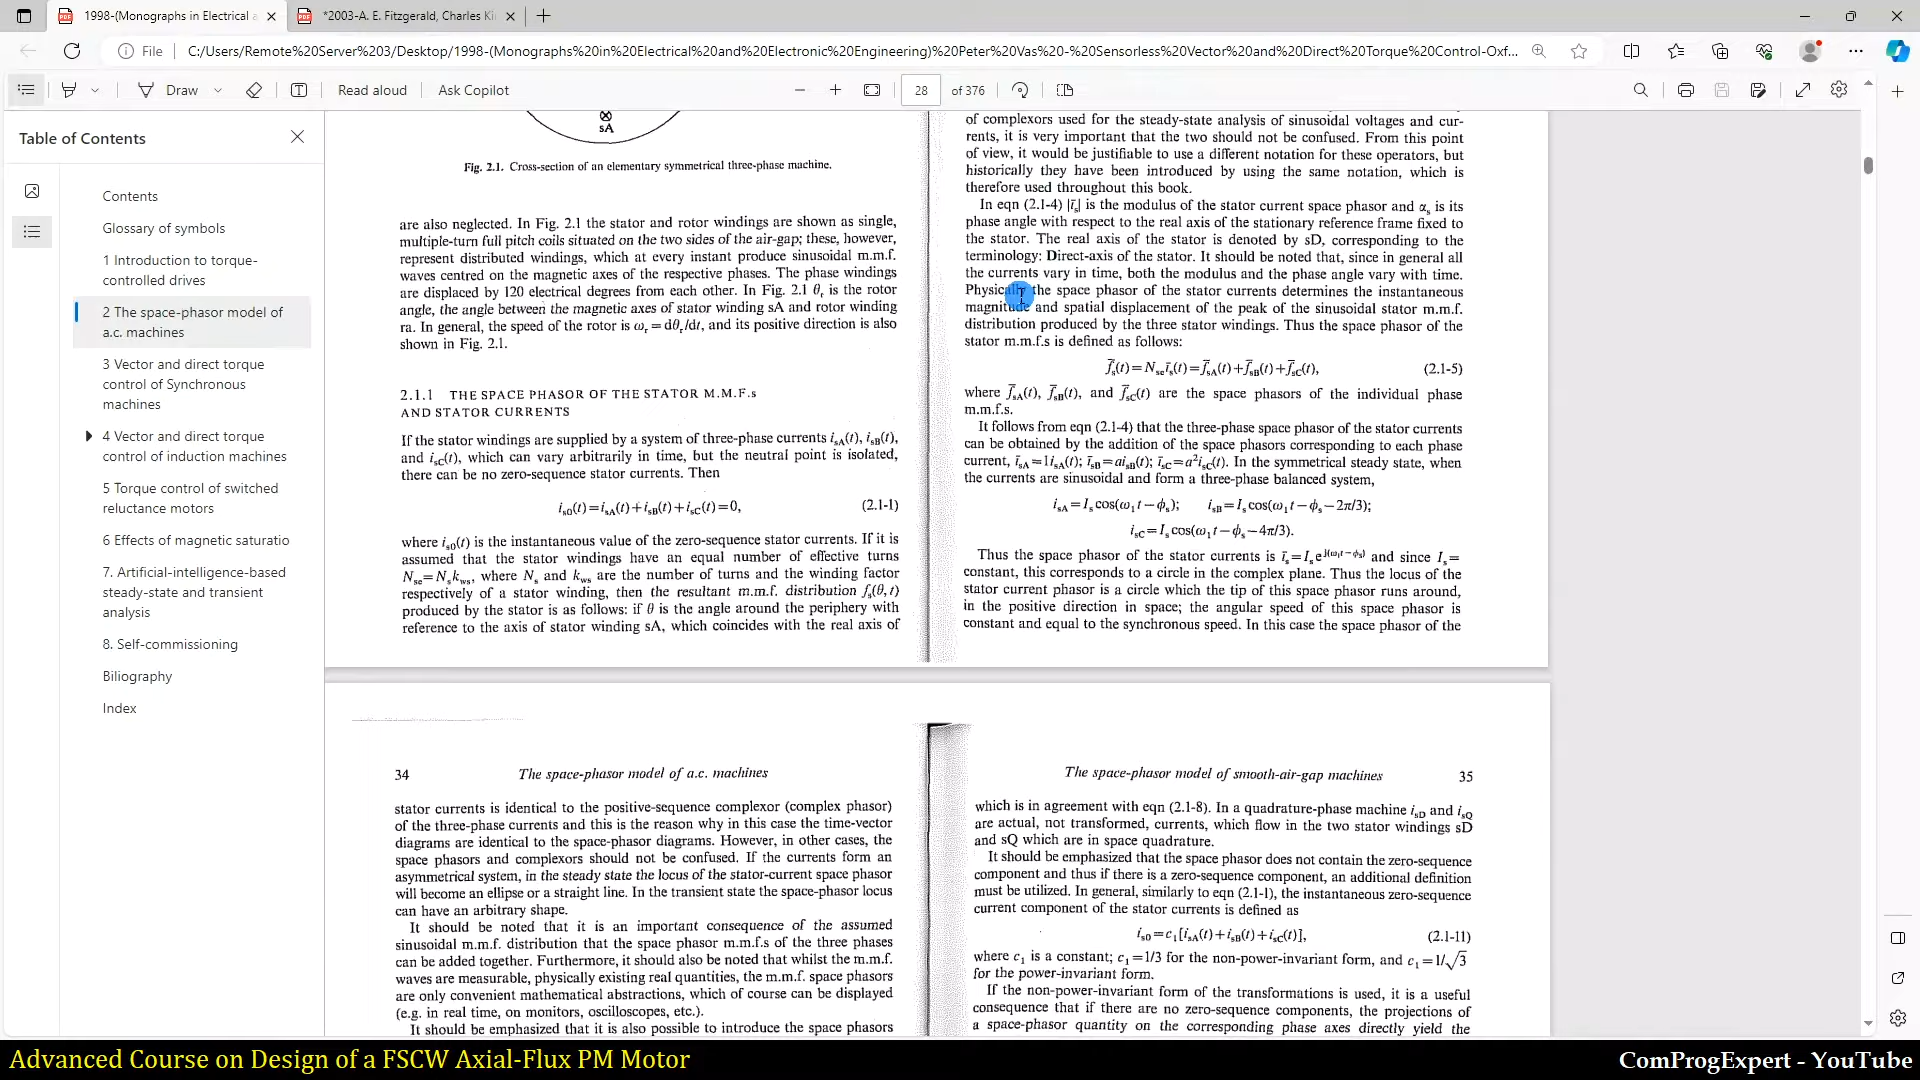 1998-(Monographs in Electrical a
*2003-A. E. Fitzgerald, Charles Ki
File
C:/Users/Remote%20Server%203/Desktop/1998-(Monographs%20in%20Electrical%20and%20Electronic%20Engineering)%20Peter%20Vas%20-%20Sensorless%20Vector%20and%20Direct%20Torque%20Control-Oxf...
Draw
Read aloud
Ask Copilot
28
of 376
Table of Contents
Contents
Glossary of symbols
1 Introduction to torque-
controlled drives
2 The space-phasor model of
a.c. machines
3 Vector and direct torque
control of Synchronous
machines
4 Vector and direct torque
control of induction machines
5 Torque control of switched
reluctance motors
6 Effects of magnetic saturatio
7. Artificial-intelligence-based
steady-state and transient
analysis
8. Self-commissioning
Biliography
Index
sA
Fig. 2.1. Cross-section of an elementary symmetrical three-phase machine.
are also neglected. In Fig. 2.1 the stator and rotor windings are shown as single,
multiple-turn full pitch coils situated on the two sides of the air-gap; these, however,
represent distributed windings, which at every instant produce sinusoidal m.m.f.
waves centred on the magnetic axes of the respective phases. The phase windings
are displaced by 120 electrical degrees from each other. In Fig. 2.1 θr is the rotor
angle, the angle between the magnetic axes of stator winding sA and rotor winding
ra. In general, the speed of the rotor is ωr = dθr/dt, and its positive direction is also
shown in Fig. 2.1.
2.1.1 THE SPACE PHASOR OF THE STATOR M.M.F.s
AND STATOR CURRENTS
If the stator windings are supplied by a system of three-phase currents isA(t), isB(t),
and isC(t), which can vary arbitrarily in time, but the neutral point is isolated,
there can be no zero-sequence stator currents. Then
is0(t)=isA(t)+isB(t)+isC(t)=0, (2.1-1)
where is0(t) is the instantaneous value of the zero-sequence stator currents. If it is
assumed that the stator windings have an equal number of effective turns
Nse=Nskws, where Ns and kws are the number of turns and the winding factor
respectively of a stator winding, then the resultant m.m.f. distribution fs(θ, t)
produced by the stator is as follows: if θ is the angle around the periphery with
reference to the axis of stator winding sA, which coincides with the real axis of
of complexors used for the steady-state analysis of sinusoidal voltages and cur-
rents, it is very important that the two should not be confused. From this point
of view, it would be justifiable to use a different notation for these operators, but
historically they have been introduced by using the same notation, which is
therefore used throughout this book.
In eqn (2.1-4) |īs| is the modulus of the stator current space phasor and αs is its
phase angle with respect to the real axis of the stationary reference frame fixed to
the stator. The real axis of the stator is denoted by sD, corresponding to the
terminology: Direct-axis of the stator. It should be noted that, since in general all
the currents vary in time, both the modulus and the phase angle vary with time.
Physically the space phasor of the stator currents determines the instantaneous
magnitude and spatial displacement of the peak of the sinusoidal stator m.m.f.
distribution produced by the three stator windings. Thus the space phasor of the
stator m.m.f.s is defined as follows:
f̄s(t)=Nseīs(t)=f̄sA(t)+f̄sB(t)+f̄sC(t), (2.1-5)
where f̄sA(t), f̄sB(t), and f̄sC(t) are the space phasors of the individual phase
m.m.f.s.
It follows from eqn (2.1-4) that the three-phase space phasor of the stator currents
can be obtained by the addition of the space phasors corresponding to each phase
current, īsA=1isA(t); īsB=aisB(t); īsC=a²isC(t). In the symmetrical steady state, when
the currents are sinusoidal and form a three-phase balanced system,
isA=Is cos(ω1t−ϕs); isB=Is cos(ω1t−ϕs−2π/3);
isC=Is cos(ω1t−ϕs−4π/3).
Thus the space phasor of the stator currents is īs=Is e^j(ω1t−ϕs) and since Is=
constant, this corresponds to a circle in the complex plane. Thus the locus of the
stator current phasor is a circle which the tip of this space phasor runs around,
in the positive direction in space; the angular speed of this space phasor is
constant and equal to the synchronous speed. In this case the space phasor of the
34 The space-phasor model of a.c. machines
stator currents is identical to the positive-sequence complexor (complex phasor)
of the three-phase currents and this is the reason why in this case the time-vector
diagrams are identical to the space-phasor diagrams. However, in other cases, the
space phasors and complexors should not be confused. If the currents form an
asymmetrical system, in the steady state the locus of the stator-current space phasor
will become an ellipse or a straight line. In the transient state the space-phasor locus
can have an arbitrary shape.
It should be noted that it is an important consequence of the assumed
sinusoidal m.m.f. distribution that the space phasor m.m.f.s of the three phases
can be added together. Furthermore, it should also be noted that whilst the m.m.f.
waves are measurable, physically existing real quantities, the m.m.f. space phasors
are only convenient mathematical abstractions, which of course can be displayed
(e.g. in real time, on monitors, oscilloscopes, etc.).
It should be emphasized that it is also possible to introduce the space phasors
The space-phasor model of smooth-air-gap machines 35
which is in agreement with eqn (2.1-8). In a quadrature-phase machine isD and isQ
are actual, not transformed, currents, which flow in the two stator windings sD
and sQ which are in space quadrature.
It should be emphasized that the space phasor does not contain the zero-sequence
component and thus if there is a zero-sequence component, an additional definition
must be utilized. In general, similarly to eqn (2.1-1), the instantaneous zero-sequence
current component of the stator currents is defined as
is0=c1[isA(t)+isB(t)+isC(t)], (2.1-11)
where c1 is a constant; c1=1/3 for the non-power-invariant form, and c1=1/√3
for the power-invariant form.
If the non-power-invariant form of the transformations is used, it is a useful
consequence that if there are no zero-sequence components, the projections of
a space-phasor quantity on the corresponding phase axes directly yield the
Advanced Course on Design of a FSCW Axial-Flux PM Motor
ComProgExpert - YouTube